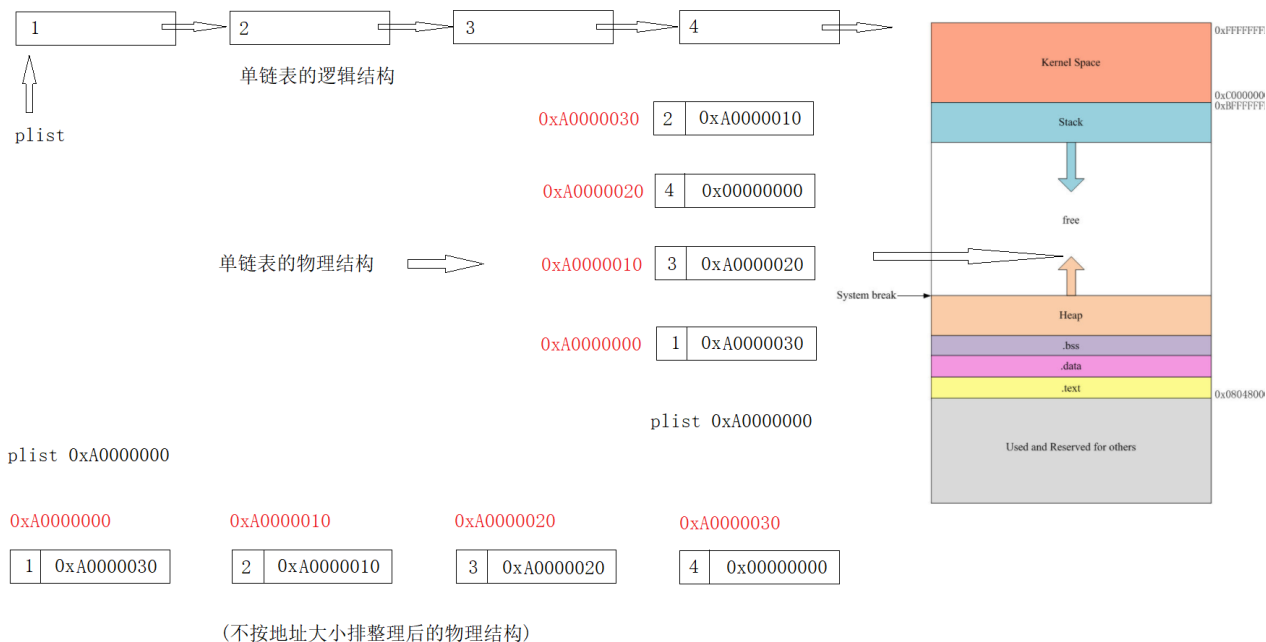 1
2
3
4
单链表的逻辑结构
plist
0xA0000030
2
0xA0000010
0xA0000020
4
0x00000000
单链表的物理结构
0xA0000010
3
0xA0000020
0xA0000000
1
0xA0000030
plist 0xA0000000
plist 0xA0000000
0xA0000000
0xA0000010
0xA0000020
0xA0000030
1
0xA0000030
2
0xA0000010
3
0xA0000020
4
0x00000000
(不按地址大小排整理后的物理结构)
0xFFFFFFF
Kernel Space
0xC000000
0xBFFFFFF
Stack
free
System break
Heap
.bss
.data
.text
0x0804800
Used and Reserved for others